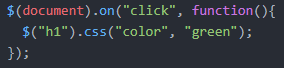 $(document).on("click", function(){
  $("h1").css("color", "green");
});